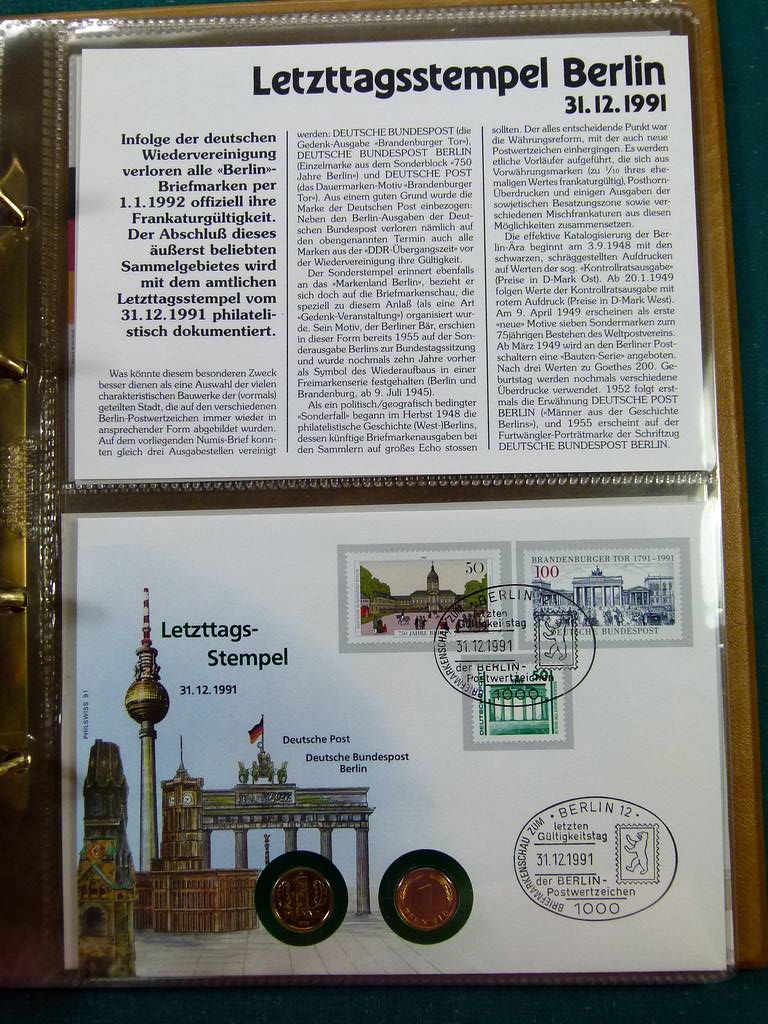 Letzttagsstempel Berlin
31.12.1991
Infolge der deutschen
Wiedervereinigung
verloren alle «Berlin»-
Briefmarken per
1.1.1992 offiziell ihre
Frankaturgültigkeit.
Der Abschluß dieses
äußerst beliebten
Sammelgebietes wird
mit dem amtlichen
Letzttagsstempel vom
31.12.1991 philateli-
stisch dokumentiert.
Was könnte diesem besonderen Zweck
besser dienen als eine Auswahl der vielen
charakteristischen Bauwerke der (vormals)
geteilten Stadt, die auf den verschiedenen
Berlin-Postwertzeichen immer wieder in
ansprechender Form abgebildet wurden.
Auf dem vorliegenden Numis-Brief konn-
ten gleich drei Ausgabestellen vereinigt
werden: DEUTSCHE BUNDESPOST (die
Gedenk-Ausgabe «Brandenburger Tor»),
DEUTSCHE BUNDESPOST BERLIN
(Einzelmarke aus dem Sonderblock «750
Jahre Berlin») und DEUTSCHE POST
(das Dauermarken-Motiv «Brandenburger
Tor»). Aus einem guten Grund wurde die
Marke der Deutschen Post einbezogen:
Neben den Berlin-Ausgaben der Deut-
schen Bundespost verloren nämlich auf
den obengenannten Termin auch alle
Marken aus der «DDR-Übergangszeit» vor
der Wiedervereinigung ihre Gültigkeit.
Der Sonderstempel erinnert ebenfalls
an das «Markenland Berlin», bezieht er
sich doch auf die Briefmarkenschau, die
speziell zu diesem Anlaß (als eine Art
«Gedenk-Veranstaltung») organisiert wur-
de. Sein Motiv, der Berliner Bär, erschien
in dieser Form bereits 1955 auf der Son-
derausgabe Berlins zur Bundestagssitzung
und wurde nochmals zehn Jahre vorher
als Symbol des Wiederaufbaus in einer
Freimarkenserie festgehalten (Berlin und
Brandenburg, ab 9. Juli 1945).
Als ein politisch/geografisch bedingter
«Sonderfall» begann im Herbst 1948 die
philatelistische Geschichte (West-)Berlins,
dessen künftige Briefmarkenausgaben bei
den Sammlern auf großes Echo stossen
sollten. Der alles entscheidende Punkt war
die Währungsreform, mit der auch neue
Postwertzeichen einhergingen. Es werden
etliche Vorläufer aufgeführt, die sich aus
Vorwährungsmarken (zu 1/10 ihres ehe-
maligen Wertes frankaturgültig), Posthorn-
Überdrucken und einigen Ausgaben der
sowjetischen Besatzungszone sowie ver-
schiedenen Mischfrankaturen aus diesen
Möglichkeiten zusammensetzen.
Die effektive Katalogisierung der Ber-
lin-Ära beginnt am 3.9.1948 mit den
schwarzen, schräggestellten Aufdrucken
auf Werten der sog. «Kontrollratsausgabe»
(Preise in D-Mark Ost). Ab 20.1.1949
folgen Werte der Kontrollratsausgabe mit
rotem Aufdruck (Preise in D-Mark West).
Am 9. April 1949 erscheinen als erste
«neue» Motive sieben Sondermarken zum
75jährigen Bestehen des Weltpostvereins.
Ab März 1949 wird an den Berliner Post-
schaltern eine «Bauten-Serie» angeboten.
Nach drei Werten zu Goethes 200. Ge-
burtstag werden nochmals verschiedene
Überdrucke verwendet. 1952 folgt erst-
mals die Erwähnung DEUTSCHE POST
BERLIN («Männer aus der Geschichte
Berlins»), und 1955 erscheint auf der
Furtwängler-Porträtmarke der Schriftzug
DEUTSCHE BUNDESPOST BERLIN.
Letzttags-
Stempel
31.12.1991
PHILSWISS 91
Deutsche Post
Deutsche Bundespost
Berlin
50
750 JAHRE
BRANDENBURGER TOR 1791-1991
100
DEUTSCHE BUNDESPOST
50
BRIEFMARKENSCHAU ZUM
BERLIN 12
letzten
Gültigkeitstag
31.12.1991
der BERLIN-
Postwertzeichen
1000
BRIEFMARKENSCHAU ZUM
· BERLIN 12 ·
letzten
Gültigkeitstag
31.12.1991
der BERLIN-
Postwertzeichen
1000
1
PFENNIG